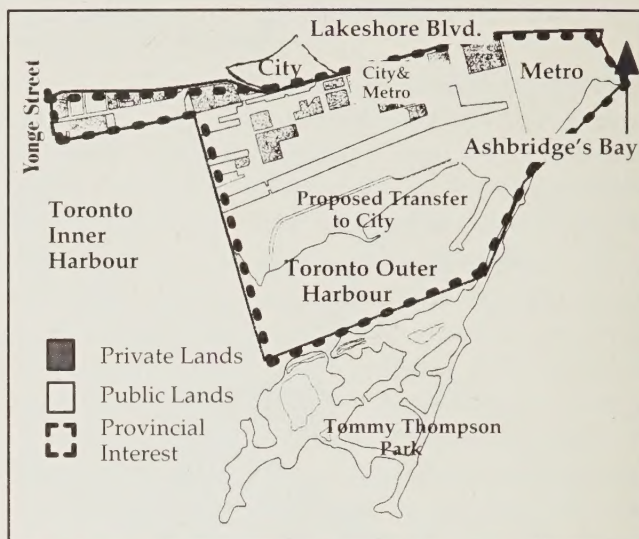 Lakeshore Blvd.
City
City&
Metro
Metro
Yonge Street
Ashbridge's Bay
Toronto
Inner
Harbour
Proposed Transfer
to City
Toronto Outer
Harbour
Private Lands
Public Lands
Provincial
Interest
Tommy Thompson
Park